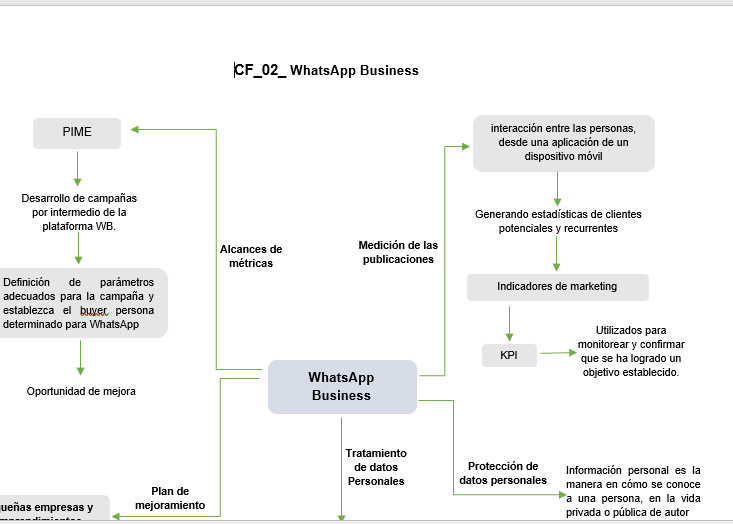 CF_02_ WhatsApp Business
PIME
Desarrollo de campañas
por intermedio de la
plataforma WB.
Definición de parámetros
adecuados para la campaña y
establezca el buyer persona
determinado para WhatsApp
Oportunidad de mejora
Alcances de
métricas
Medición de las
publicaciones
interacción entre las personas,
desde una aplicación de un
dispositivo móvil
Generando estadísticas de clientes
potenciales y recurrentes
Indicadores de marketing
KPI
Utilizados para
monitorear y confirmar
que se ha logrado un
objetivo establecido.
WhatsApp
Business
Tratamiento
de datos
Personales
Protección de
datos personales
Información personal es la
manera en cómo se conoce
a una persona, en la vida
privada o pública de autor
Plan de
mejoramiento
ueñas empresas y